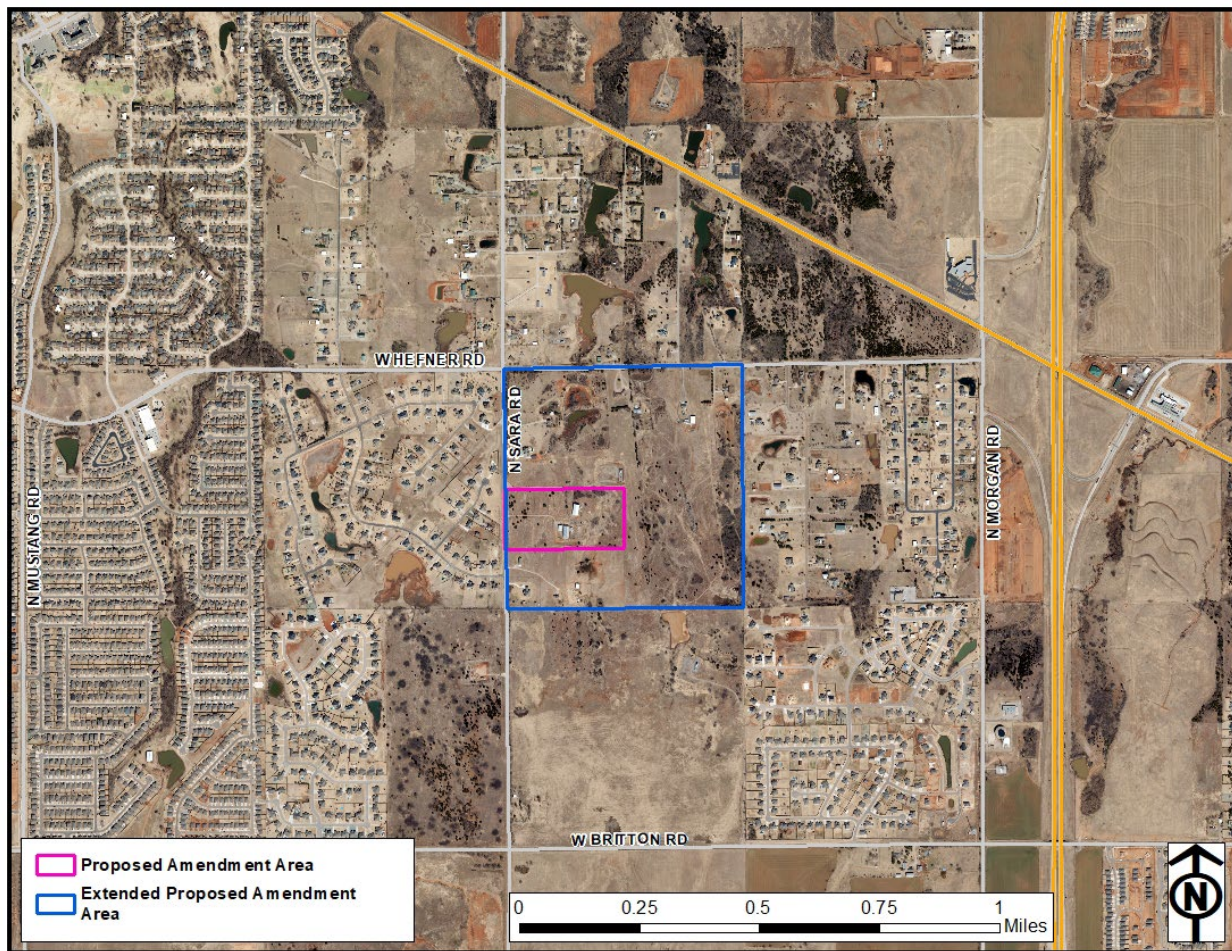 W HEFNER RD
N SARA RD
N MUSTANG RD
N MORGAN RD
W BRITTON RD
Proposed Amendment Area
Extended Proposed Amendment
Area
0 0.25 0.5 0.75 1
Miles
N